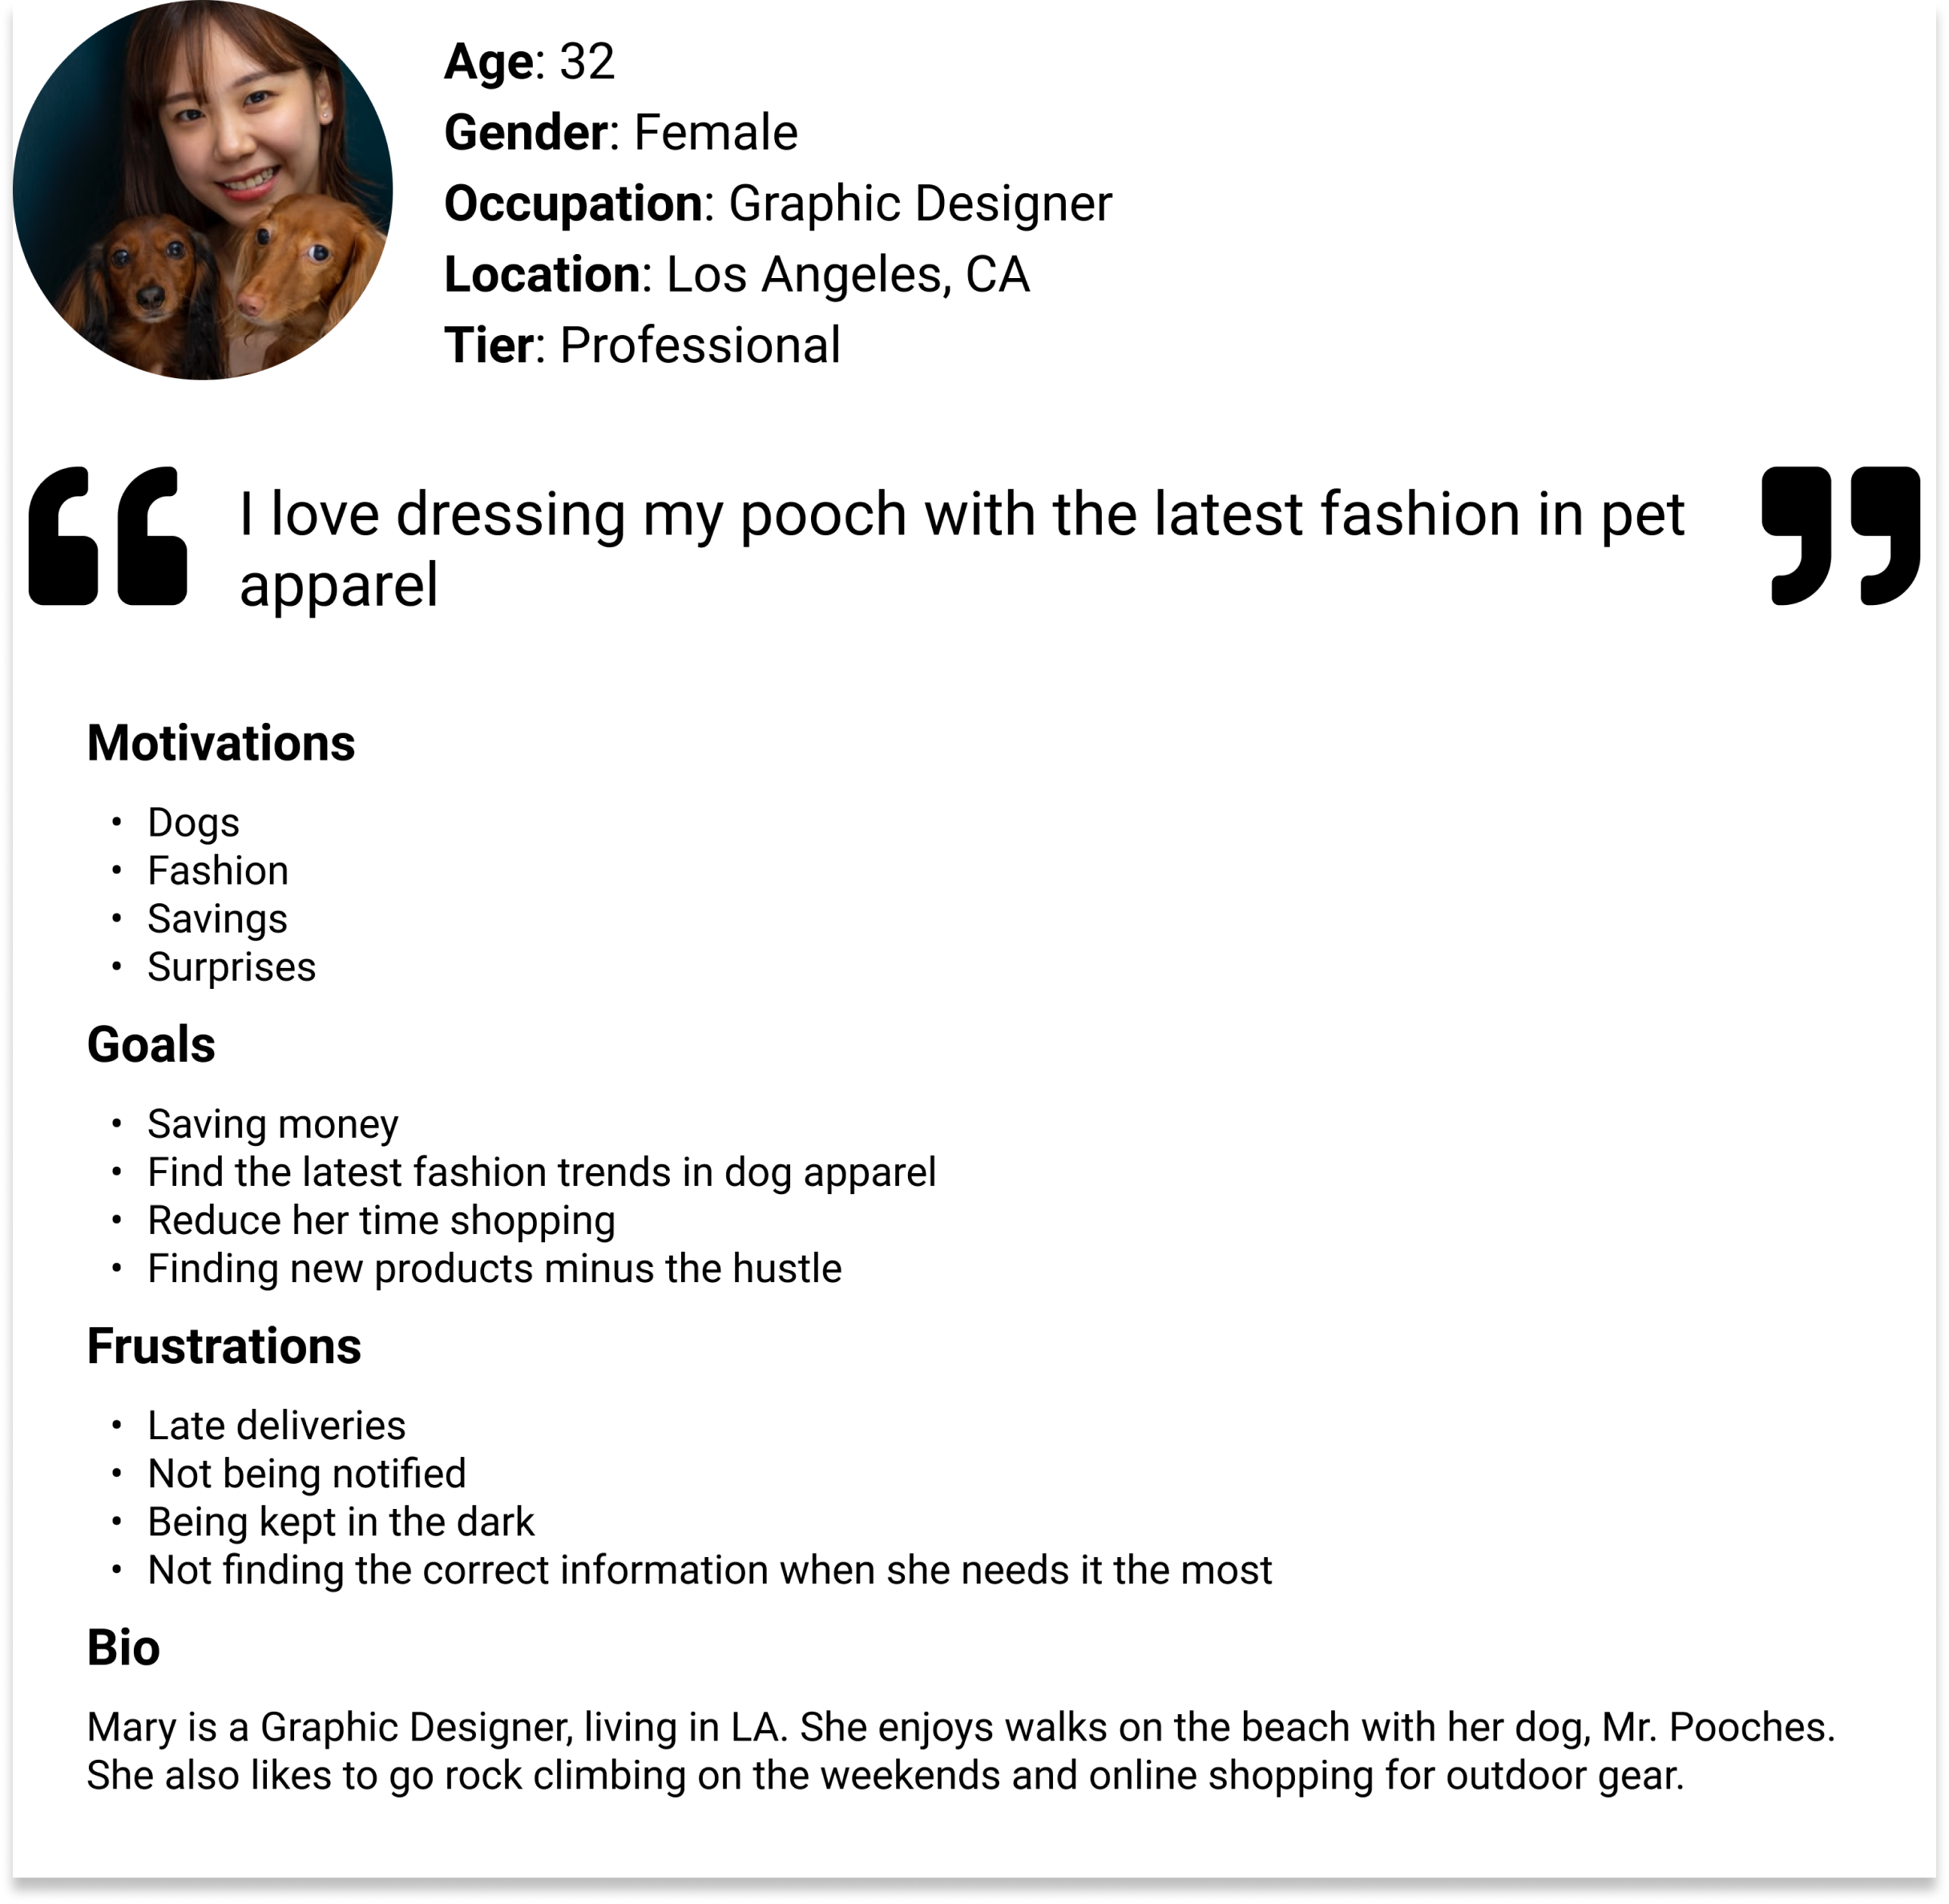 Age: 32
Gender: Female
Occupation: Graphic Designer
Location: Los Angeles, CA
Tier: Professional
“ I love dressing my pooch with the latest fashion in pet ”
apparel
Motivations
• Dogs
• Fashion
• Savings
• Surprises
Goals
• Saving money
• Find the latest fashion trends in dog apparel
• Reduce her time shopping
• Finding new products minus the hustle
Frustrations
• Late deliveries
• Not being notified
• Being kept in the dark
• Not finding the correct information when she needs it the most
Bio
Mary is a Graphic Designer, living in LA. She enjoys walks on the beach with her dog, Mr. Pooches.
She also likes to go rock climbing on the weekends and online shopping for outdoor gear.